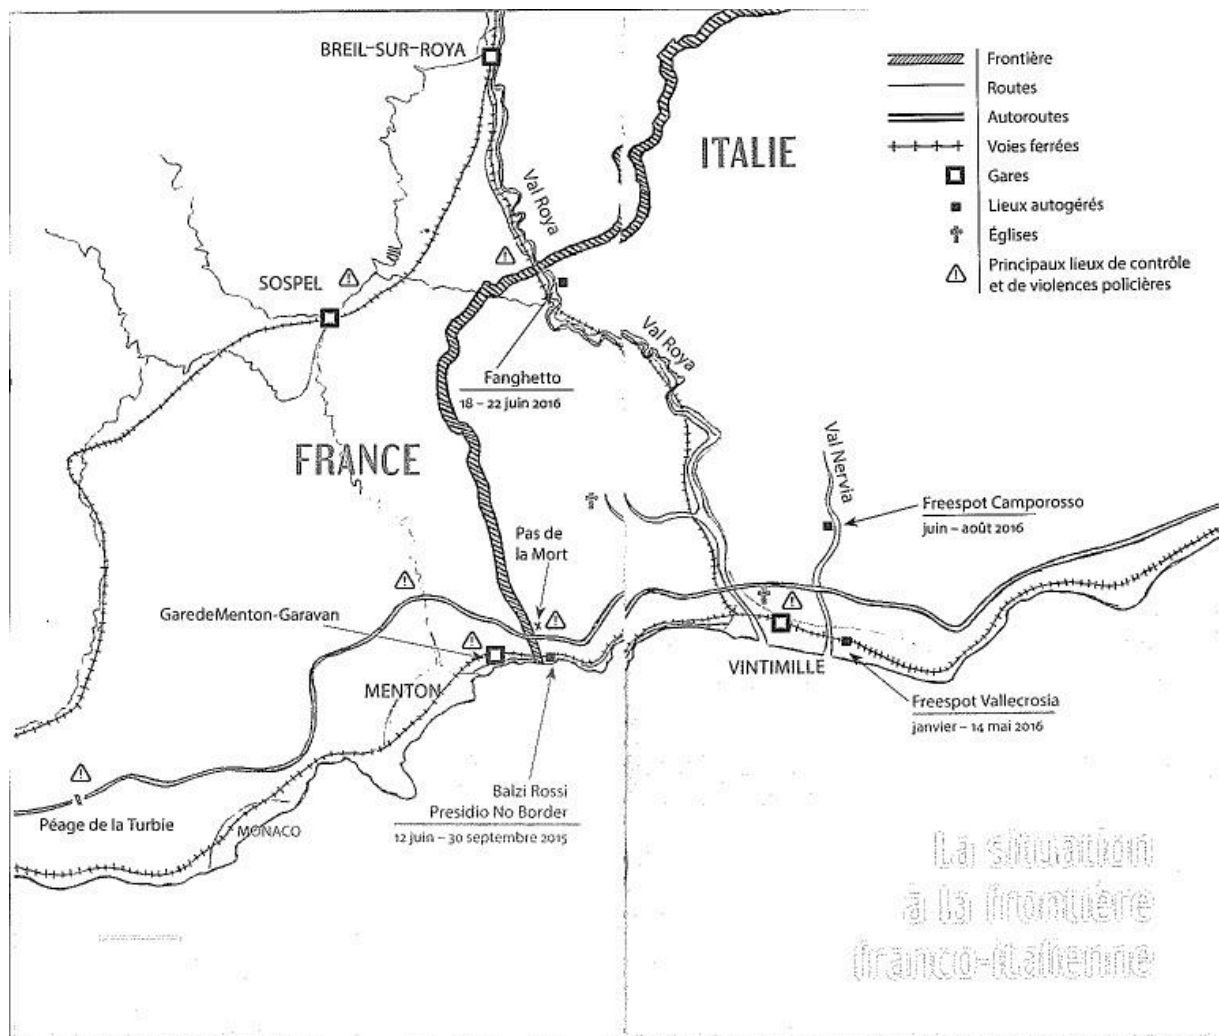 BREIL-SUR-ROYA
Frontière
Routes
Autoroutes
Voies ferrées
Gares
Lieux autogérés
Églises
Principaux lieux de contrôle
et de violences policières
ITALIE
Val Roya
SOSPEL
Val Roya
Fanghetto
18 – 22 juin 2016
FRANCE
Val Nervia
Freespot Camporosso
juin – août 2016
Pas de
la Mort
GaredeMenton-Garavan
MENTON
VINTIMILLE
Freespot Vallecrosia
janvier – 14 mai 2016
Balzi Rossi
Presidio No Border
12 juin – 30 septembre 2015
Péage de la Turbie
MONACO
La situation
à la frontière
franco-italienne